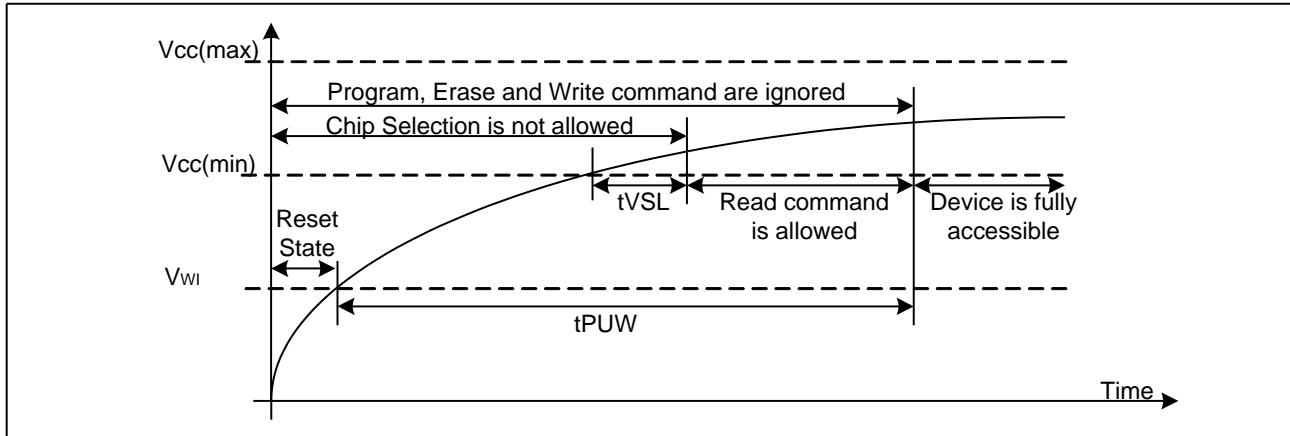 Vcc(max)
Program, Erase and Write command are ignored
Chip Selection is not allowed
Vcc(min)
tVSL
Read command
is allowed
Device is fully
accessible
Reset
State
VWI
tPUW
Time